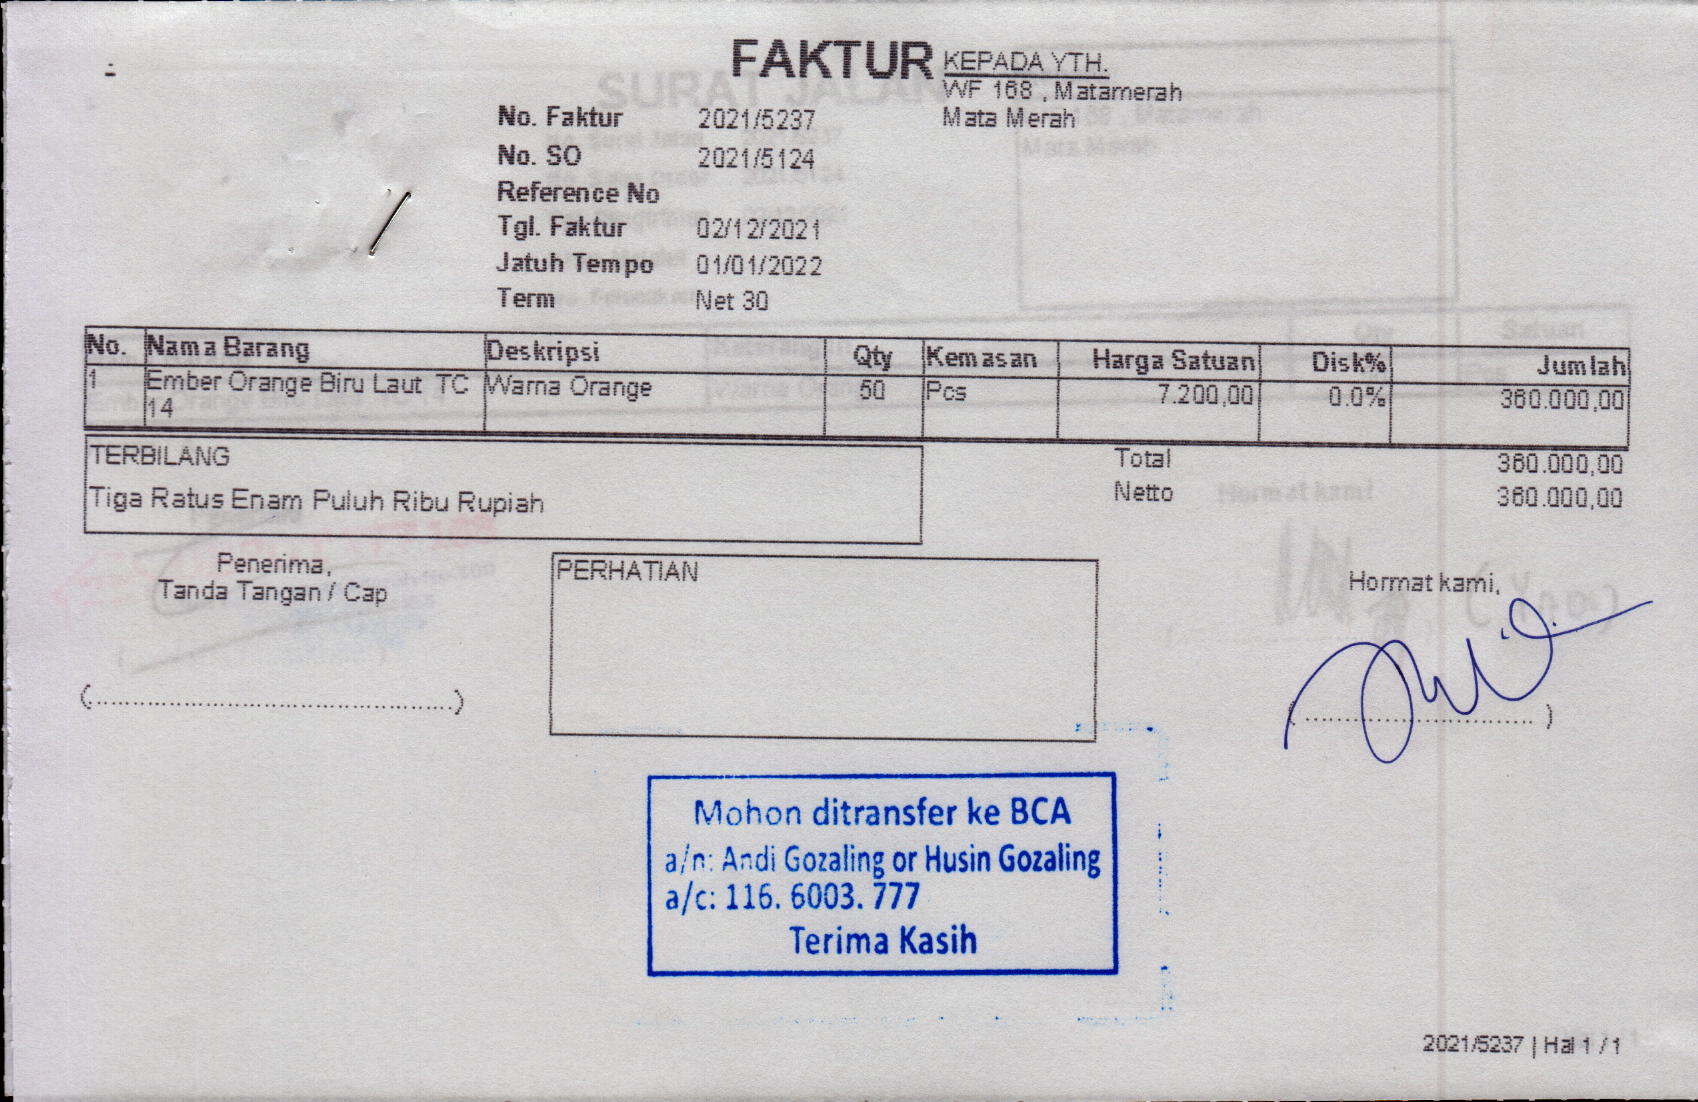 FAKTUR
KEPADA YTH.
WF 168 , Matamerah
Mata Merah
No. Faktur 2021/5237
No. SO 2021/5124
Reference No
Tgl. Faktur 02/12/2021
Jatuh Tempo 01/01/2022
Term Net 30
No. Nama Barang Deskripsi Qty Kemasan Harga Satuan Disk% Jumlah
1 Ember Orange Biru Laut TC Warna Orange 50 Pcs 7.200,00 0.0% 360.000,00
14
TERBILANG
Tiga Ratus Enam Puluh Ribu Rupiah
Total 360.000,00
Netto 360.000,00
Penerima,
Tanda Tangan / Cap
(..............................................)
PERHATIAN
Hormat kami,
(............................. )
Mohon ditransfer ke BCA
a/n: Andi Gozaling or Husin Gozaling
a/c: 116. 6003. 777
Terima Kasih
2021/5237 | Hal 1 / 1